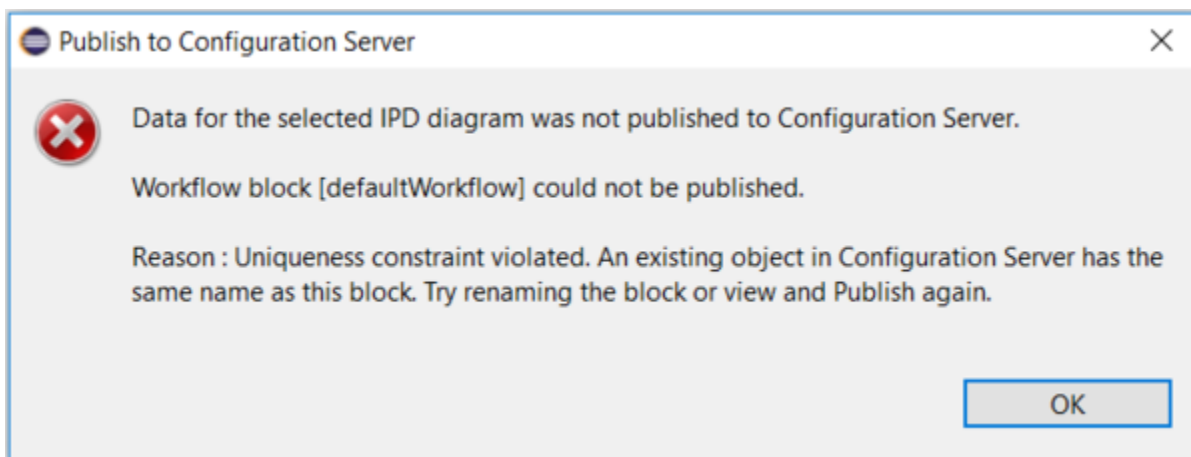 Publish to Configuration Server
Data for the selected IPD diagram was not published to Configuration Server.
Workflow block [defaultWorkflow] could not be published.
Reason : Uniqueness constraint violated. An existing object in Configuration Server has the
same name as this block. Try renaming the block or view and Publish again.
OK